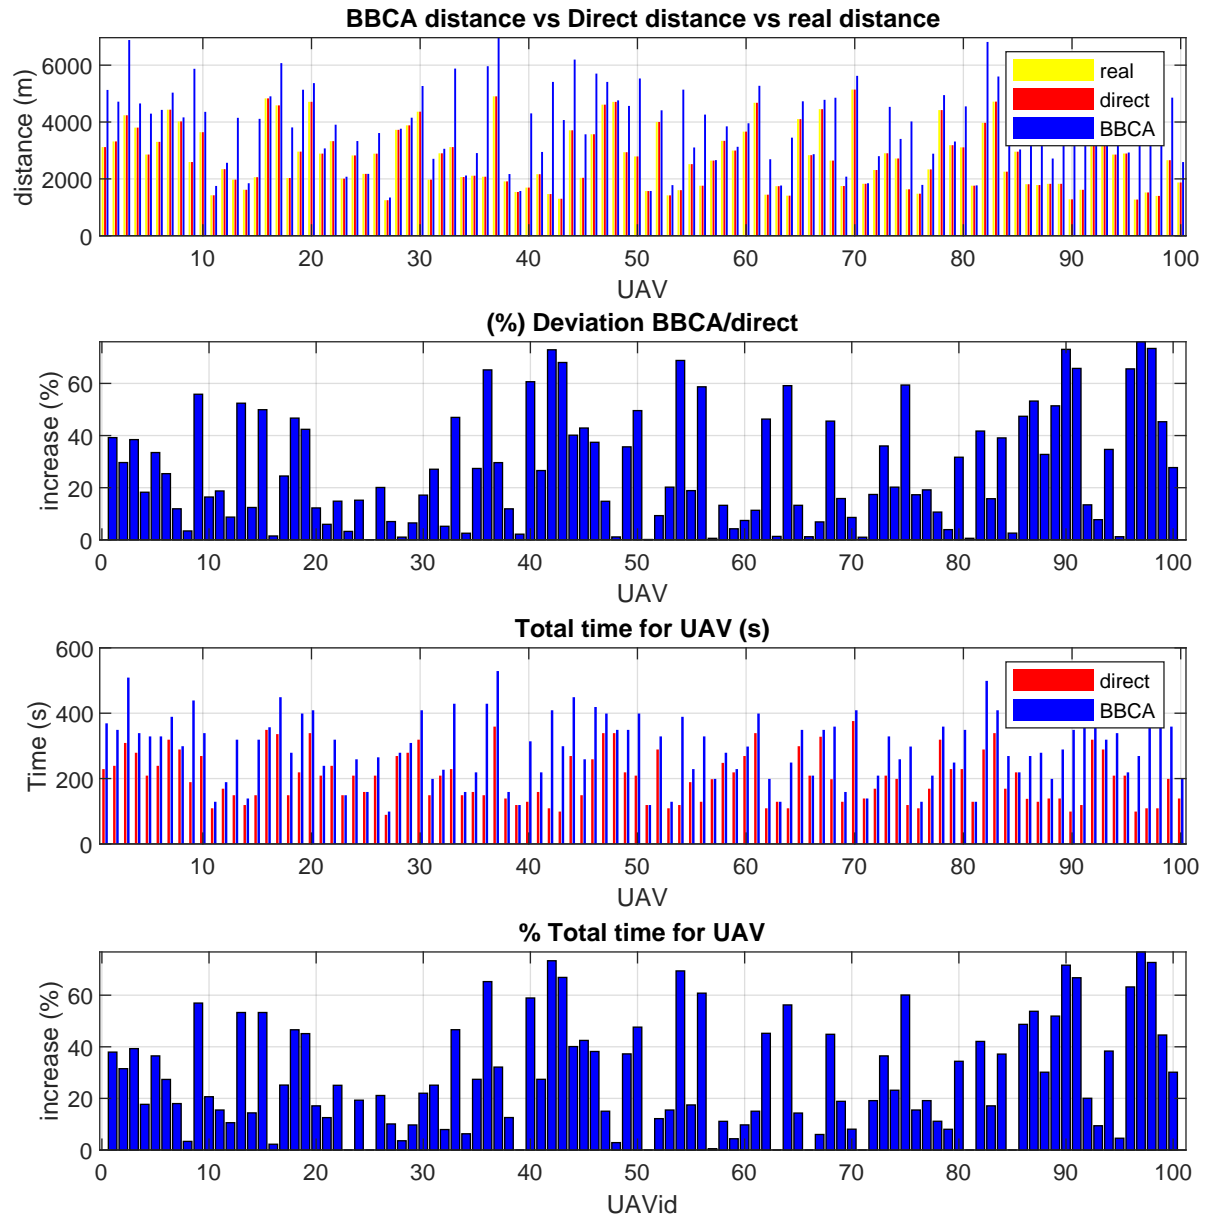 BBCA distance vs Direct distance vs real distance
distance (m)
6000
4000
2000
0
real
direct
BBCA
10 20 30 40 50 60 70 80 90 100
UAV
(%) Deviation BBCA/direct
increase (%)
60
40
20
0
0 10 20 30 40 50 60 70 80 90 100
UAV
Total time for UAV (s)
Time (s)
600
400
200
0
direct
BBCA
10 20 30 40 50 60 70 80 90 100
UAV
% Total time for UAV
increase (%)
60
40
20
0
0 10 20 30 40 50 60 70 80 90 100
UAVid